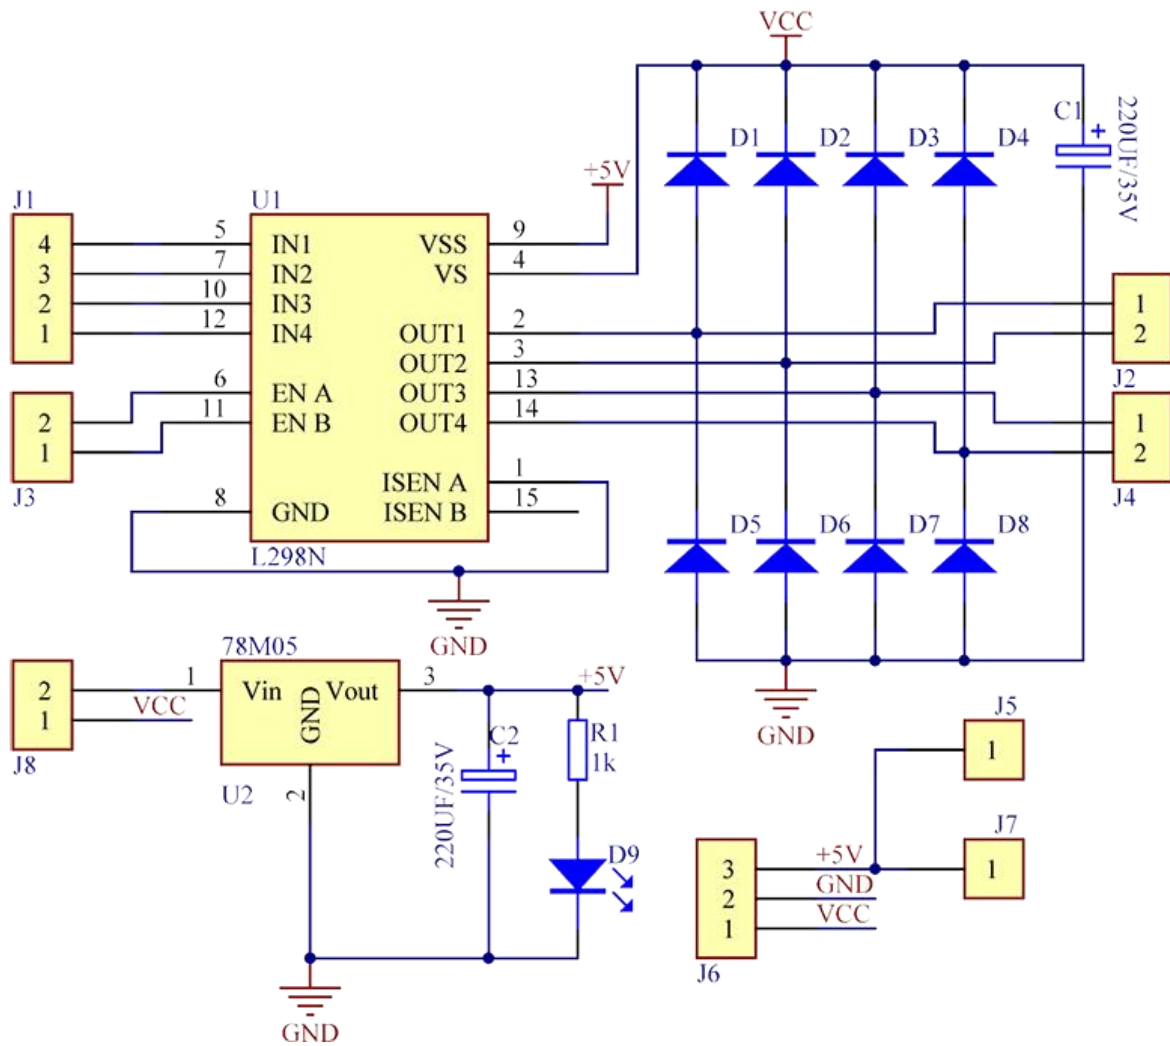 VCC
C1
+
220UF/35V
D1 D2 D3 D4
+5V
J1
U1
4 5 IN1 VSS 9
3 7 IN2 VS 4
2 10 IN3
1 12 IN4 OUT1 2
OUT2 3
6 EN A OUT3 13
2 11 EN B OUT4 14
1
J3
ISEN A 1
8 GND ISEN B 15
L298N
GND
1
2
J2
1
2
J4
D5 D6 D7 D8
GND
78M05
2 1 Vin GND Vout 3 +5V
1 VCC
J8
U2
2
C2
+
220UF/35V
R1
1k
D9
GND
J5
1
J7
1
3 +5V
2 GND
1 VCC
J6